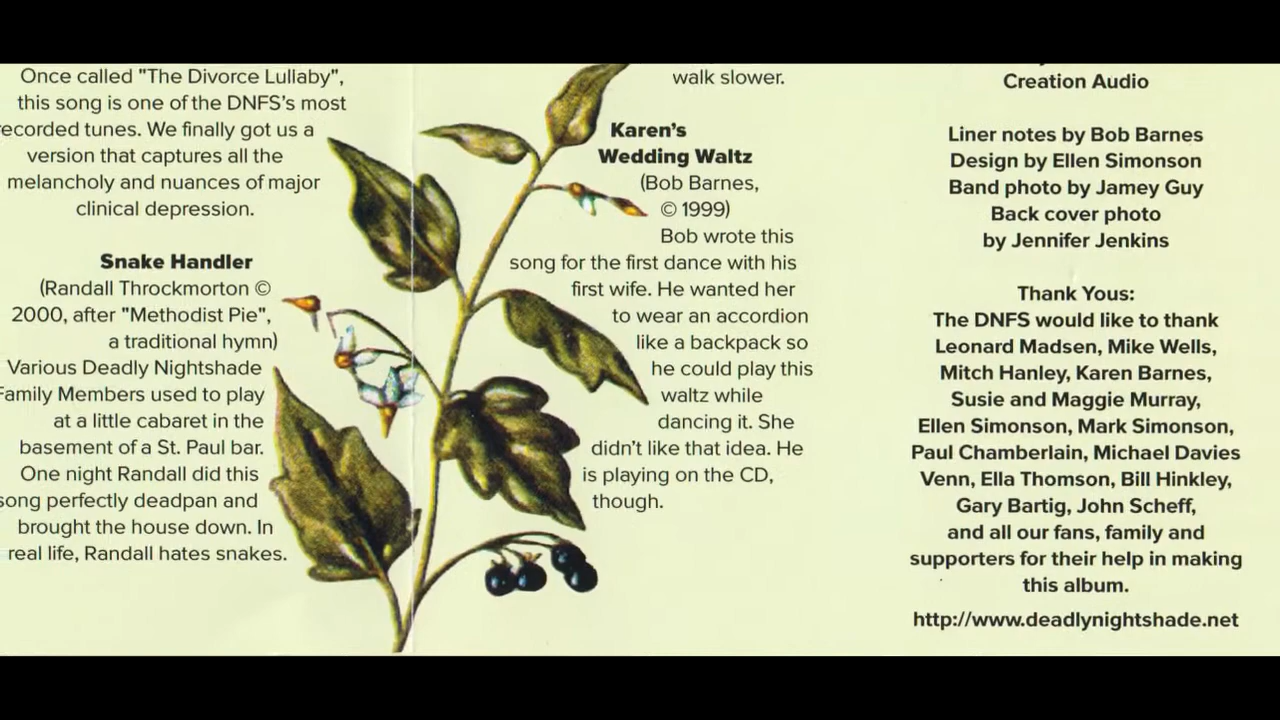 Once called "The Divorce Lullaby",
this song is one of the DNFS's most
recorded tunes. We finally got us a
version that captures all the
melancholy and nuances of major
clinical depression.
Snake Handler
(Randall Throckmorton ©
2000, after "Methodist Pie",
a traditional hymn)
Various Deadly Nightshade
Family Members used to play
at a little cabaret in the
basement of a St. Paul bar.
One night Randall did this
song perfectly deadpan and
brought the house down. In
real life, Randall hates snakes.
walk slower.
Karen's
Wedding Waltz
(Bob Barnes,
© 1999)
Bob wrote this
song for the first dance with his
first wife. He wanted her
to wear an accordion
like a backpack so
he could play this
waltz while
dancing it. She
didn't like that idea. He
is playing on the CD,
though.
Creation Audio
Liner notes by Bob Barnes
Design by Ellen Simonson
Band photo by Jamey Guy
Back cover photo
by Jennifer Jenkins
Thank Yous:
The DNFS would like to thank
Leonard Madsen, Mike Wells,
Mitch Hanley, Karen Barnes,
Susie and Maggie Murray,
Ellen Simonson, Mark Simonson,
Paul Chamberlain, Michael Davies
Venn, Ella Thomson, Bill Hinkley,
Gary Bartig, John Scheff,
and all our fans, family and
supporters for their help in making
this album.
http://www.deadlynightshade.net